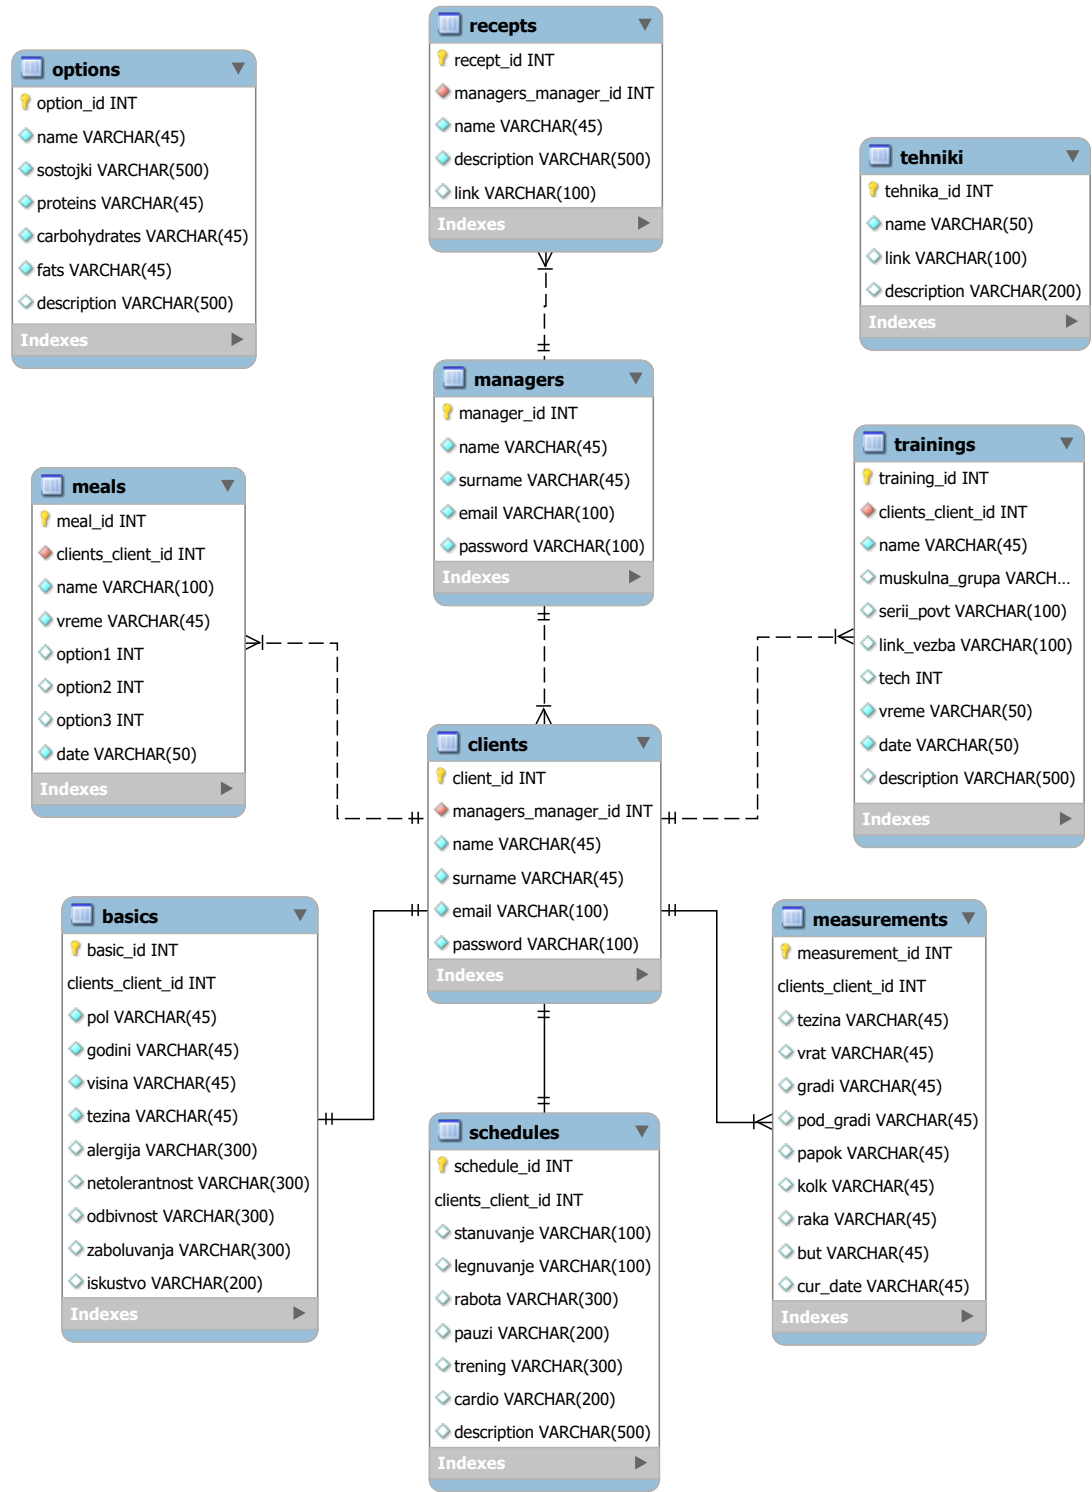 options
option_id INT
name VARCHAR(45)
sostojki VARCHAR(500)
proteins VARCHAR(45)
carbohydrates VARCHAR(45)
fats VARCHAR(45)
description VARCHAR(500)
Indexes
recepts
recept_id INT
managers_manager_id INT
name VARCHAR(45)
description VARCHAR(500)
link VARCHAR(100)
Indexes
tehniki
tehnika_id INT
name VARCHAR(50)
link VARCHAR(100)
description VARCHAR(200)
Indexes
managers
manager_id INT
name VARCHAR(45)
surname VARCHAR(45)
email VARCHAR(100)
password VARCHAR(100)
Indexes
meals
meal_id INT
clients_client_id INT
name VARCHAR(100)
vreme VARCHAR(45)
option1 INT
option2 INT
option3 INT
date VARCHAR(50)
Indexes
trainings
training_id INT
clients_client_id INT
name VARCHAR(45)
muskulna_grupa VARCH...
serii_povt VARCHAR(100)
link_vezba VARCHAR(100)
tech INT
vreme VARCHAR(50)
date VARCHAR(50)
description VARCHAR(500)
Indexes
clients
client_id INT
managers_manager_id INT
name VARCHAR(45)
surname VARCHAR(45)
email VARCHAR(100)
password VARCHAR(100)
Indexes
basics
basic_id INT
clients_client_id INT
pol VARCHAR(45)
godini VARCHAR(45)
visina VARCHAR(45)
tezina VARCHAR(45)
alergija VARCHAR(300)
netolerantnost VARCHAR(300)
odbivnost VARCHAR(300)
zaboluvanja VARCHAR(300)
iskustvo VARCHAR(200)
Indexes
measurements
measurement_id INT
clients_client_id INT
tezina VARCHAR(45)
vrat VARCHAR(45)
gradi VARCHAR(45)
pod_gradi VARCHAR(45)
papok VARCHAR(45)
kolk VARCHAR(45)
raka VARCHAR(45)
but VARCHAR(45)
cur_date VARCHAR(45)
Indexes
schedules
schedule_id INT
clients_client_id INT
stanuvanje VARCHAR(100)
legnuvanje VARCHAR(100)
rabota VARCHAR(300)
pauzi VARCHAR(200)
trening VARCHAR(300)
cardio VARCHAR(200)
description VARCHAR(500)
Indexes